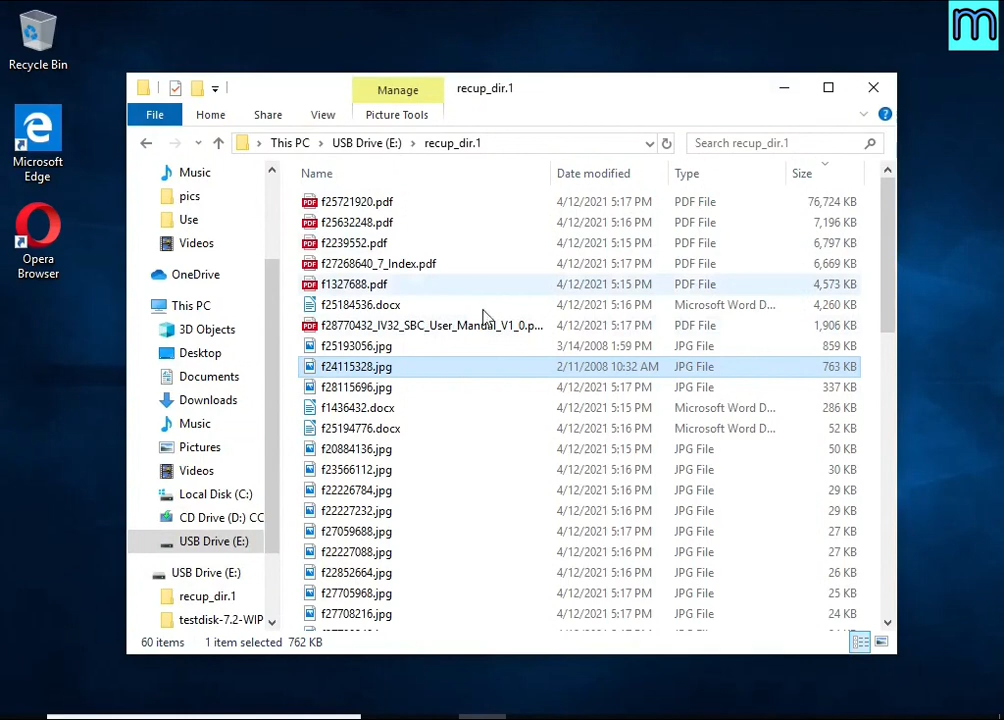 m
Recycle Bin
Microsoft
Edge
Opera
Browser
Manage
recup_dir.1
File
Home
Share
View
Picture Tools
This PC
USB Drive (E:)
recup_dir.1
Search recup_dir.1
Music
pics
Use
Videos
OneDrive
This PC
3D Objects
Desktop
Documents
Downloads
Music
Pictures
Videos
Local Disk (C:)
CD Drive (D:) CC
USB Drive (E:)
USB Drive (E:)
recup_dir.1
testdisk-7.2-WIP
Name Date modified Type Size
f25721920.pdf 4/12/2021 5:17 PM PDF File 76,724 KB
f25632248.pdf 4/12/2021 5:16 PM PDF File 7,196 KB
f2239552.pdf 4/12/2021 5:15 PM PDF File 6,797 KB
f27268640_7_Index.pdf 4/12/2021 5:17 PM PDF File 6,669 KB
f1327688.pdf 4/12/2021 5:15 PM PDF File 4,573 KB
f25184536.docx 4/12/2021 5:16 PM Microsoft Word D... 4,260 KB
f28770432_IV32_SBC_User_Manual_V1_0.p... 4/12/2021 5:17 PM PDF File 1,906 KB
f25193056.jpg 3/14/2008 1:59 PM JPG File 859 KB
f24115328.jpg 2/11/2008 10:32 AM JPG File 763 KB
f28115696.jpg 4/12/2021 5:17 PM JPG File 337 KB
f1436432.docx 4/12/2021 5:15 PM Microsoft Word D... 286 KB
f25194776.docx 4/12/2021 5:16 PM Microsoft Word D... 52 KB
f20884136.jpg 4/12/2021 5:15 PM JPG File 50 KB
f23566112.jpg 4/12/2021 5:16 PM JPG File 30 KB
f22226784.jpg 4/12/2021 5:16 PM JPG File 29 KB
f22227232.jpg 4/12/2021 5:16 PM JPG File 29 KB
f27059688.jpg 4/12/2021 5:17 PM JPG File 27 KB
f22227088.jpg 4/12/2021 5:16 PM JPG File 27 KB
f22852664.jpg 4/12/2021 5:16 PM JPG File 26 KB
f27705968.jpg 4/12/2021 5:17 PM JPG File 25 KB
f27708216.jpg 4/12/2021 5:17 PM JPG File 24 KB
60 items 1 item selected 762 KB